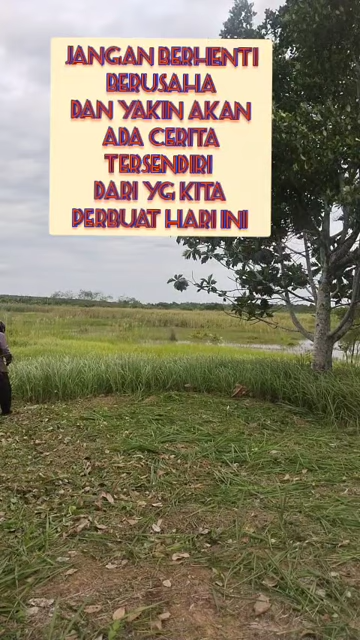 JANGAN BERHENTI
BERUSAHA
DAN YAKIN AKAN
ADA CERITA
TERSENDIRI
DARI YG KITA
PERBUAT HARI INI